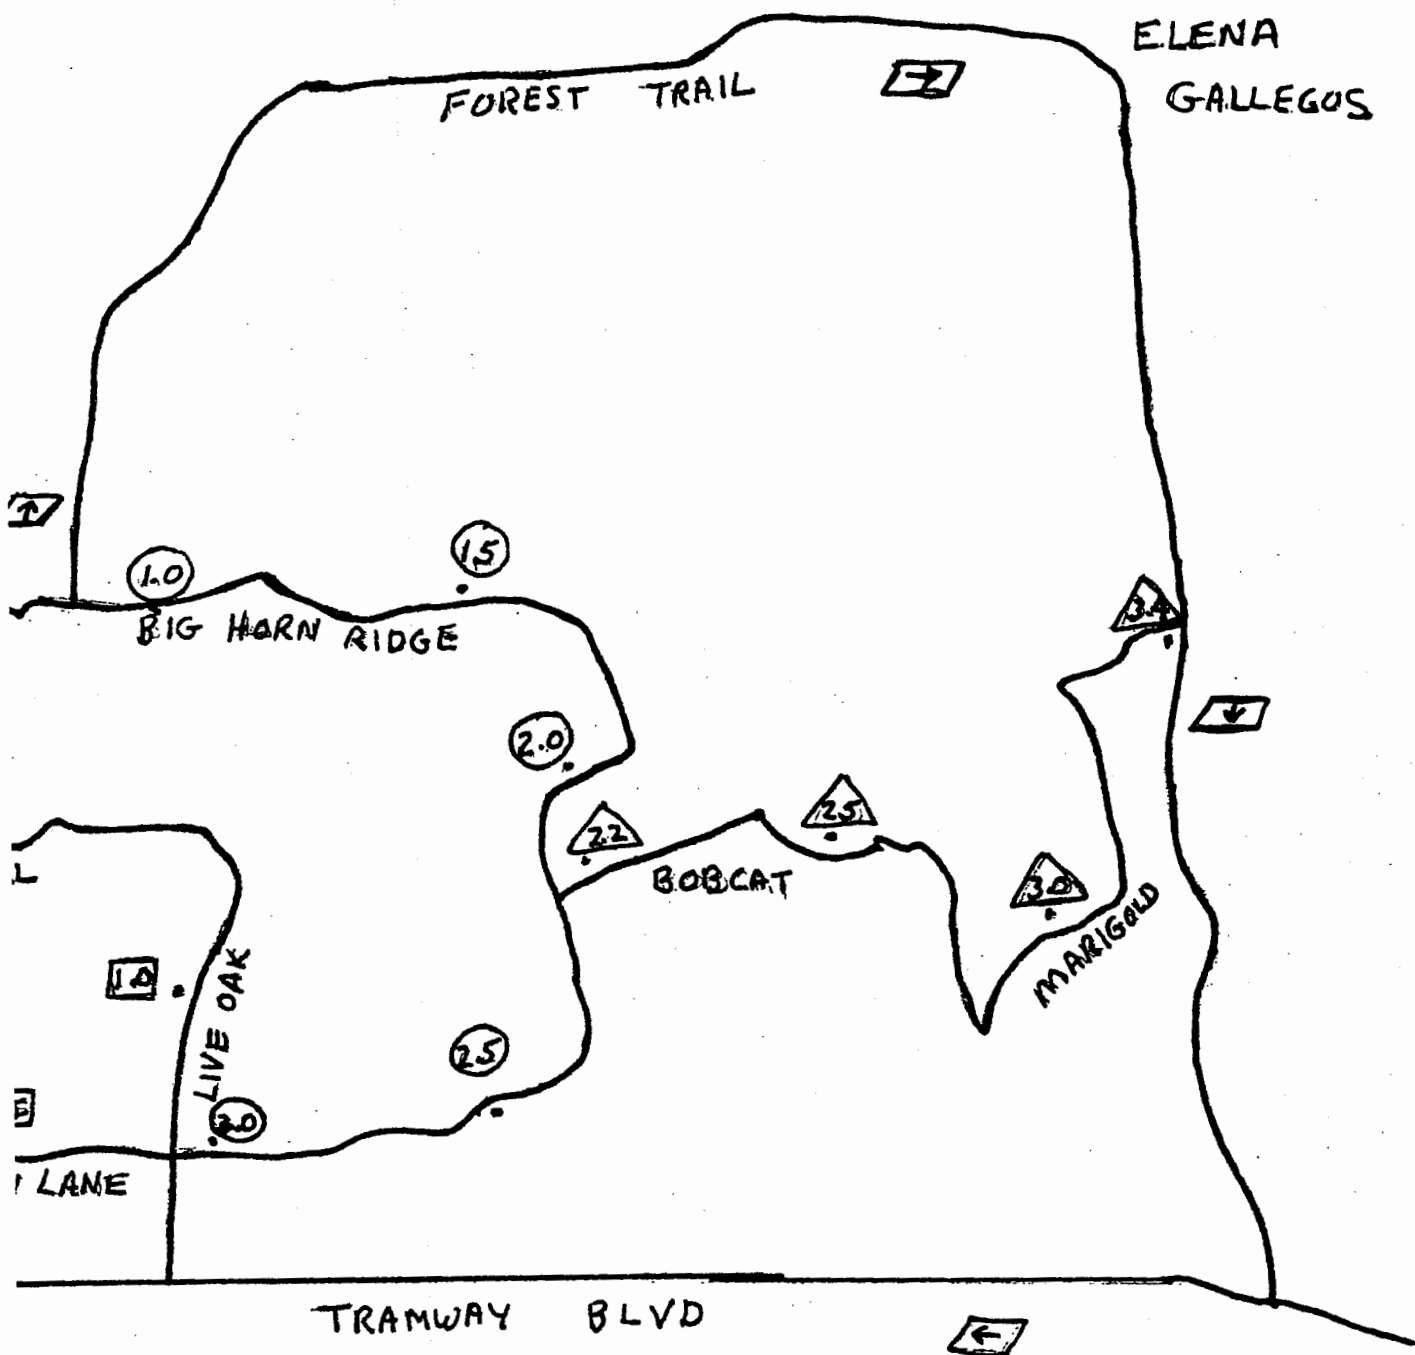 ELENA
GALLEGOS
FOREST TRAIL
→
↑
1.0
1.5
BIG HORN RIDGE
3.4
2.0
↓
2.2
2.5
BOBCAT
L
3.0
MARIGOLD
1.0
LIVE OAK
2.5
E
3.0
LANE
TRAMWAY BLVD
←